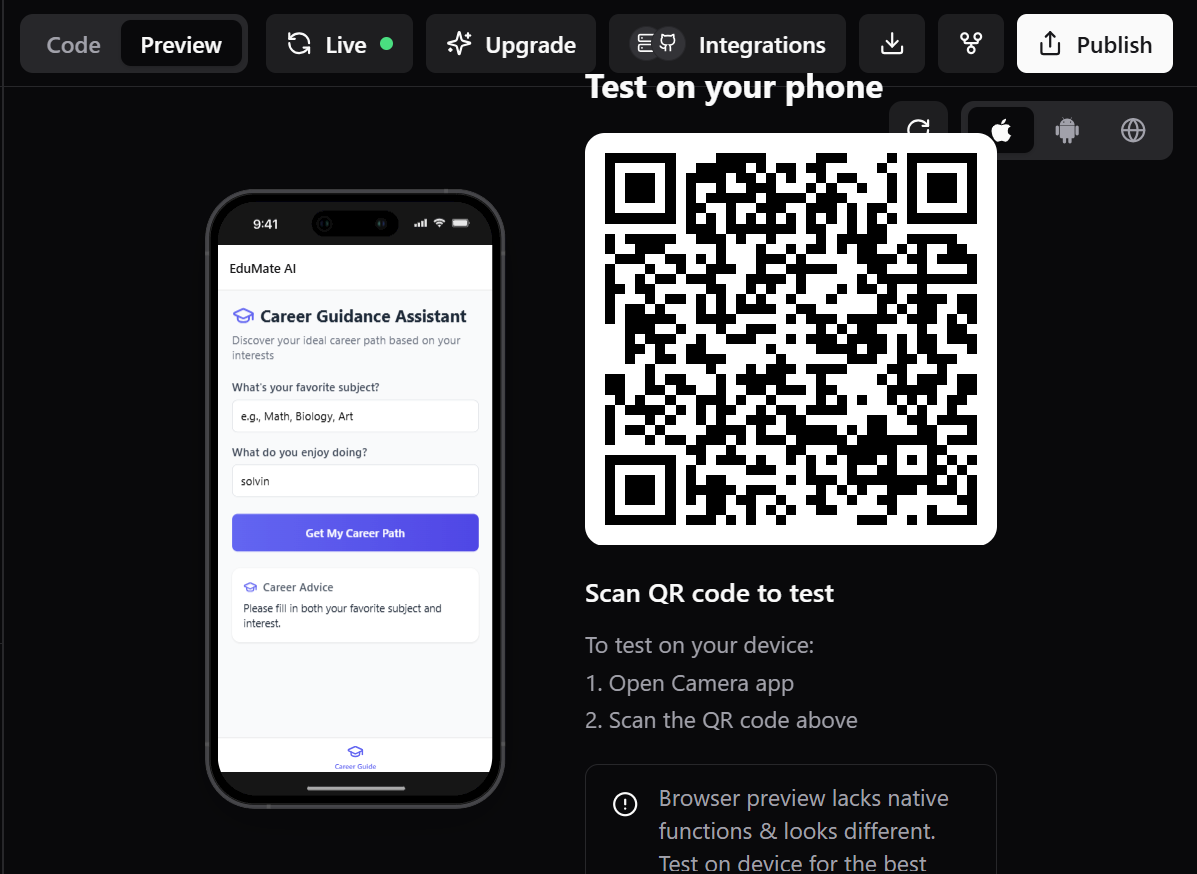 Code
Preview
Live
Upgrade
Integrations
Publish
Test on your phone
9:41
EduMate AI
Career Guidance Assistant
Discover your ideal career path based on your
interests
What's your favorite subject?
e.g., Math, Biology, Art
What do you enjoy doing?
solvin
Get My Career Path
Career Advice
Please fill in both your favorite subject and
interest.
Career Guide
Scan QR code to test
To test on your device:
1. Open Camera app
2. Scan the QR code above
Browser preview lacks native
functions & looks different.
Test on device for the best